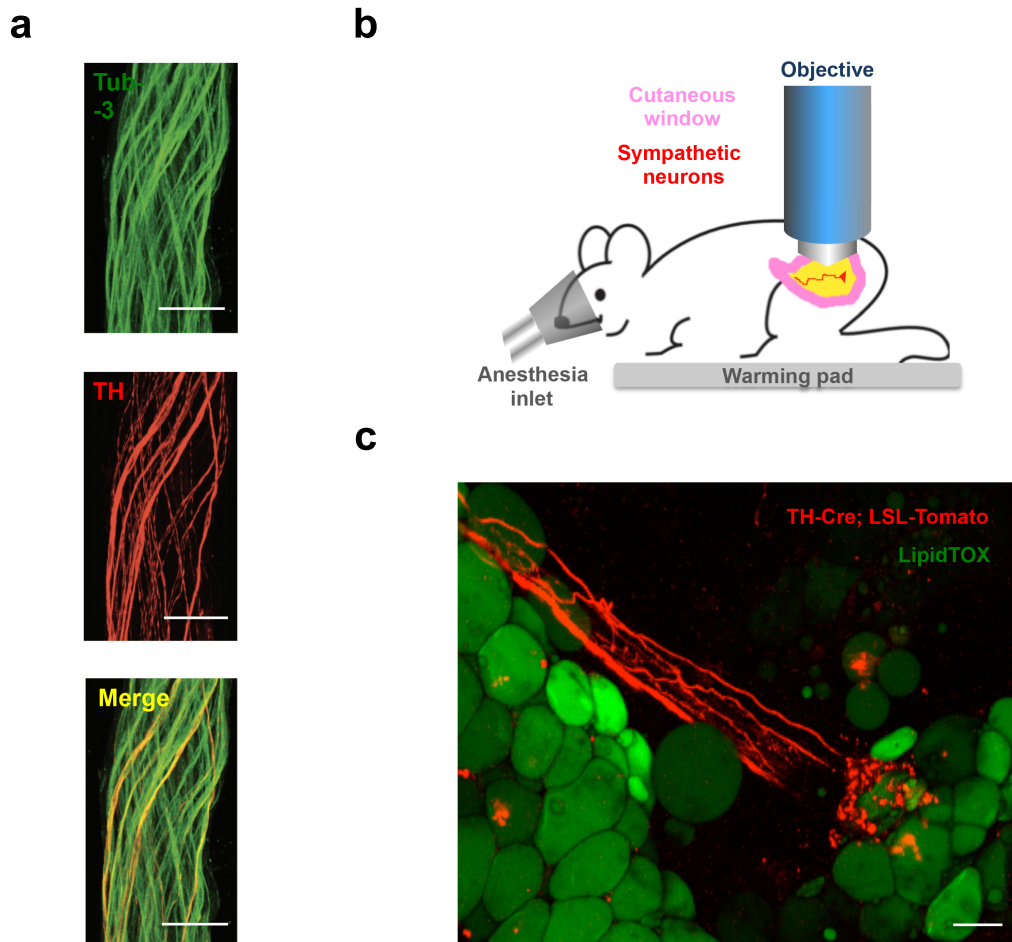 a
Tub-
-3
TH
Merge
b
Objective
Cutaneous
window
Sympathetic
neurons
Anesthesia
inlet
Warming pad
c
TH-Cre; LSL-Tomato
LipidTOX